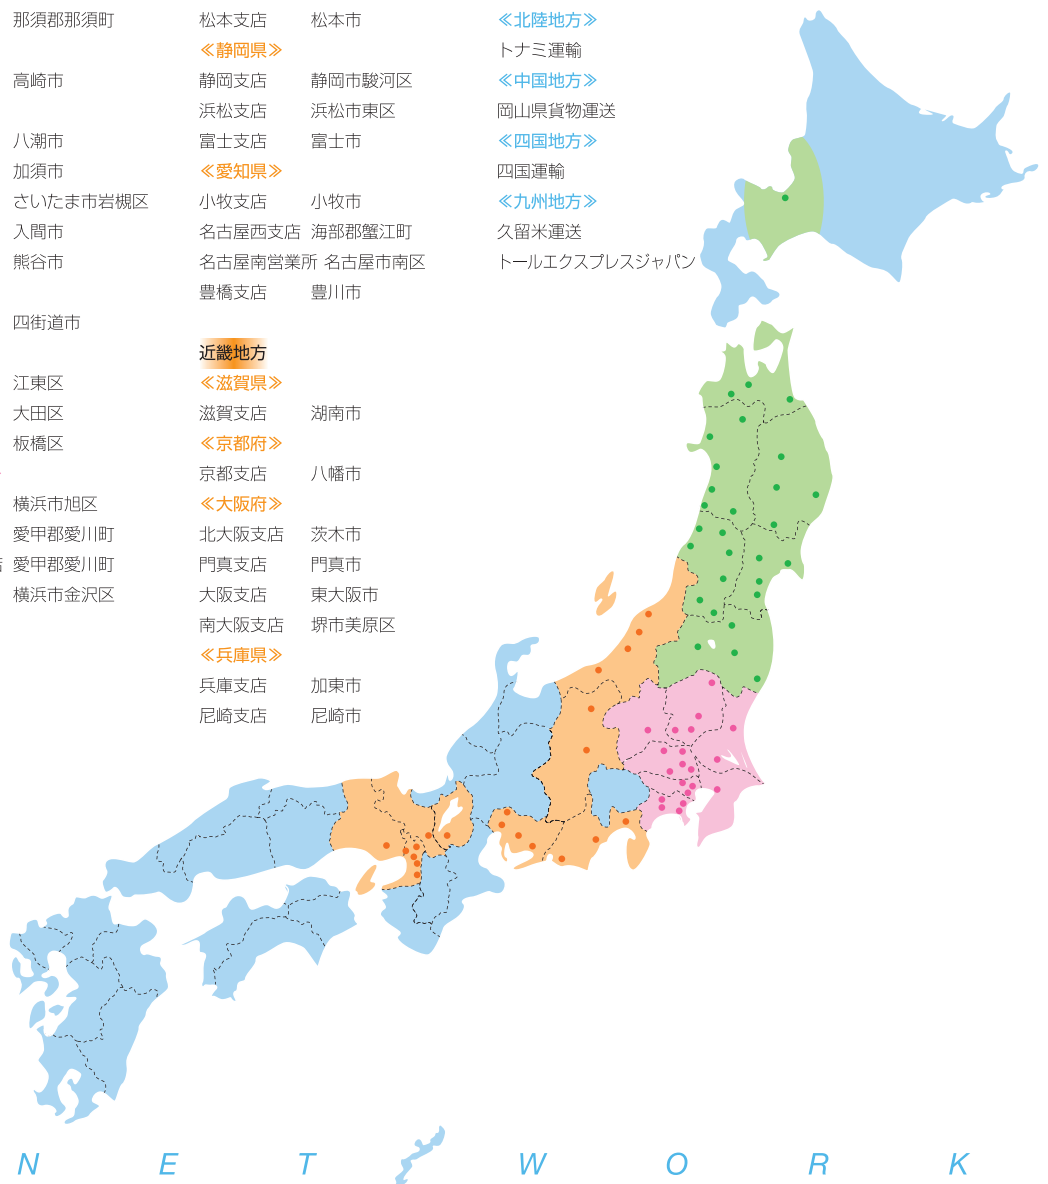 那須郡那須町
高崎市
八潮市
加須市
さいたま市岩槻区
入間市
熊谷市
四街道市
江東区
大田区
板橋区
横浜市旭区
愛甲郡愛川町
愛甲郡愛川町
横浜市金沢区
松本支店 松本市
≪静岡県≫
静岡支店 静岡市駿河区
浜松支店 浜松市東区
富士支店 富士市
≪愛知県≫
小牧支店 小牧市
名古屋西支店 海部郡蟹江町
名古屋南営業所 名古屋市南区
豊橋支店 豊川市
近畿地方
≪滋賀県≫
滋賀支店 湖南市
≪京都府≫
京都支店 八幡市
≪大阪府≫
北大阪支店 茨木市
門真支店 門真市
大阪支店 東大阪市
南大阪支店 堺市美原区
≪兵庫県≫
兵庫支店 加東市
尼崎支店 尼崎市
≪北陸地方≫
トナミ運輸
≪中国地方≫
岡山県貨物運送
≪四国地方≫
四国運輸
≪九州地方≫
久留米運送
トールエクスプレスジャパン
N E T W O R K